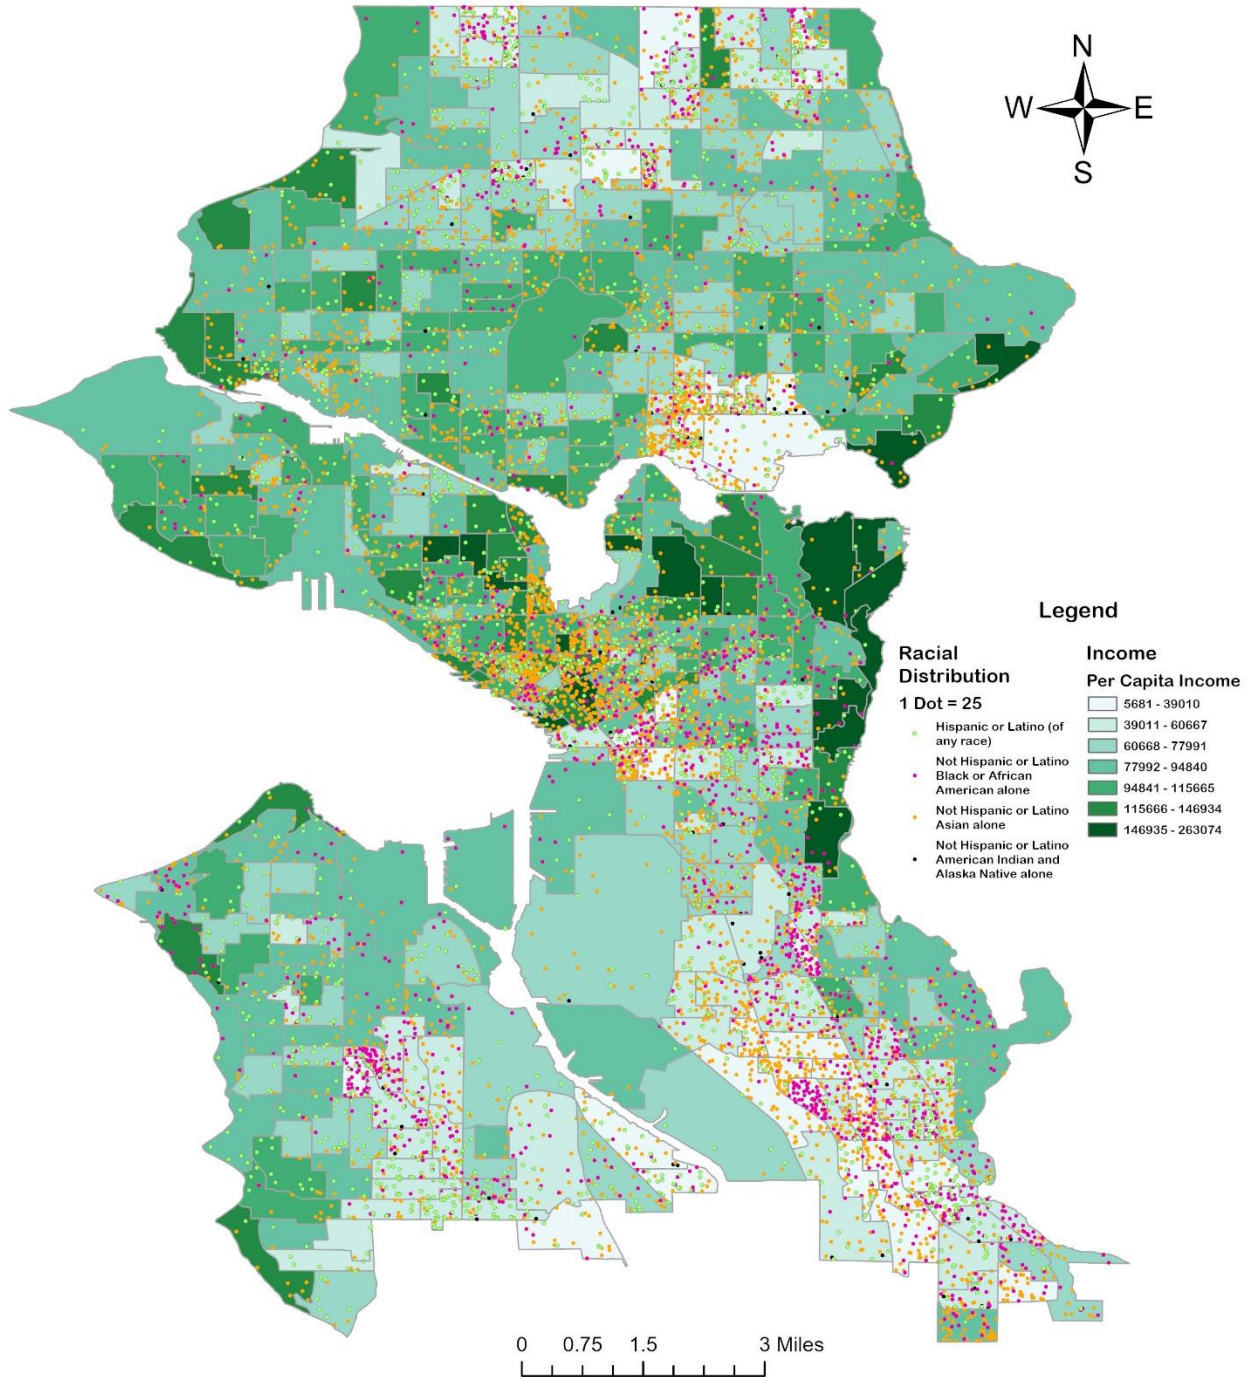 N
W
E
S
Legend
Racial
Distribution
1 Dot = 25
Hispanic or Latino (of
any race)
Not Hispanic or Latino
Black or African
American alone
Not Hispanic or Latino
Asian alone
Not Hispanic or Latino
American Indian and
Alaska Native alone
Income
Per Capita Income
5681 - 39010
39011 - 60667
60668 - 77991
77992 - 94840
94841 - 115665
115666 - 146934
146935 - 263074
0 0.75 1.5 3 Miles